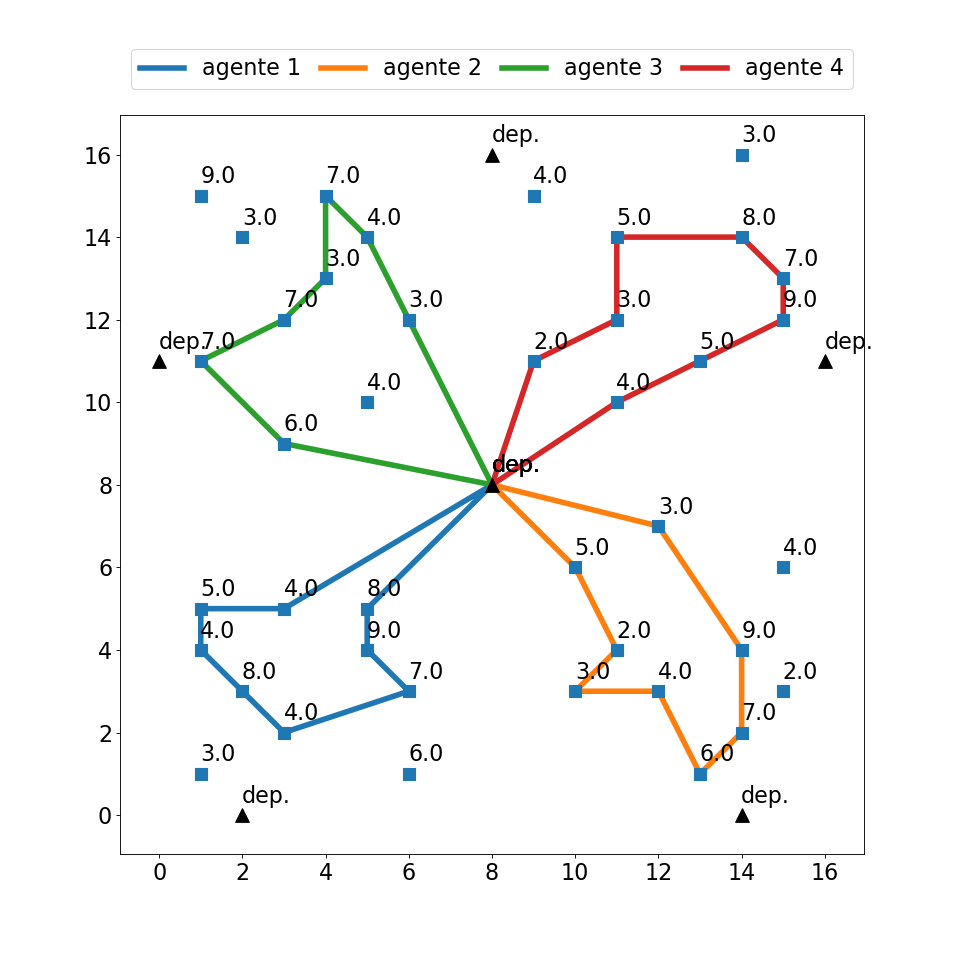 agente 1 agente 2 agente 3 agente 4
dep. 3.0
16
9.0 7.0 4.0
3.0 4.0 5.0 8.0
14
3.0 7.0
7.0 3.0 3.0 9.0
12
dep. 7.0 2.0 5.0 dep.
4.0 4.0
10
6.0
dep.
8
3.0
5.0 4.0
6
5.0 4.0 8.0
4.0 9.0 2.0 9.0
4
8.0 7.0 3.0 4.0 2.0
4.0 7.0
2
3.0 6.0 6.0
dep. dep.
0
0 2 4 6 8 10 12 14 16